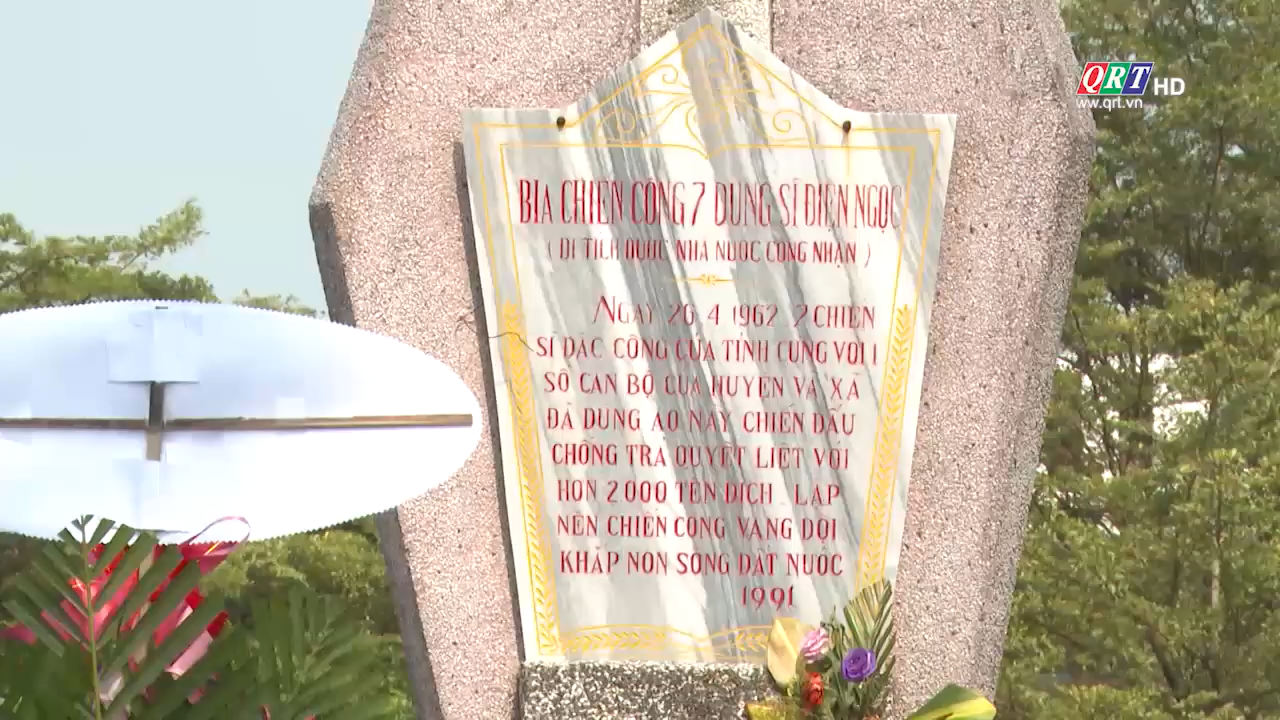 QRT HD
ww.qrt.vn
BIA CHIẾN CÔNG 7 DŨNG SĨ ĐIỆN NGỌC
( DI TÍCH ĐƯỢC NHÀ NƯỚC CÔNG NHẬN )
NGÀY 26 4 1962 7 CHIẾN
SĨ ĐẶC CÔNG CỦA TỈNH CÙNG VỚI 1
SỐ CÁN BỘ CỦA HUYỆN VÀ XÃ
ĐÃ DÙNG AO NÀY CHIẾN ĐẤU
CHỐNG TRẢ QUYẾT LIỆT VỚI
HƠN 2.000 TÊN ĐỊCH . LẬP
NÊN CHIẾN CÔNG VANG DỘI
KHẮP NON SÔNG ĐẤT NƯỚC
1991